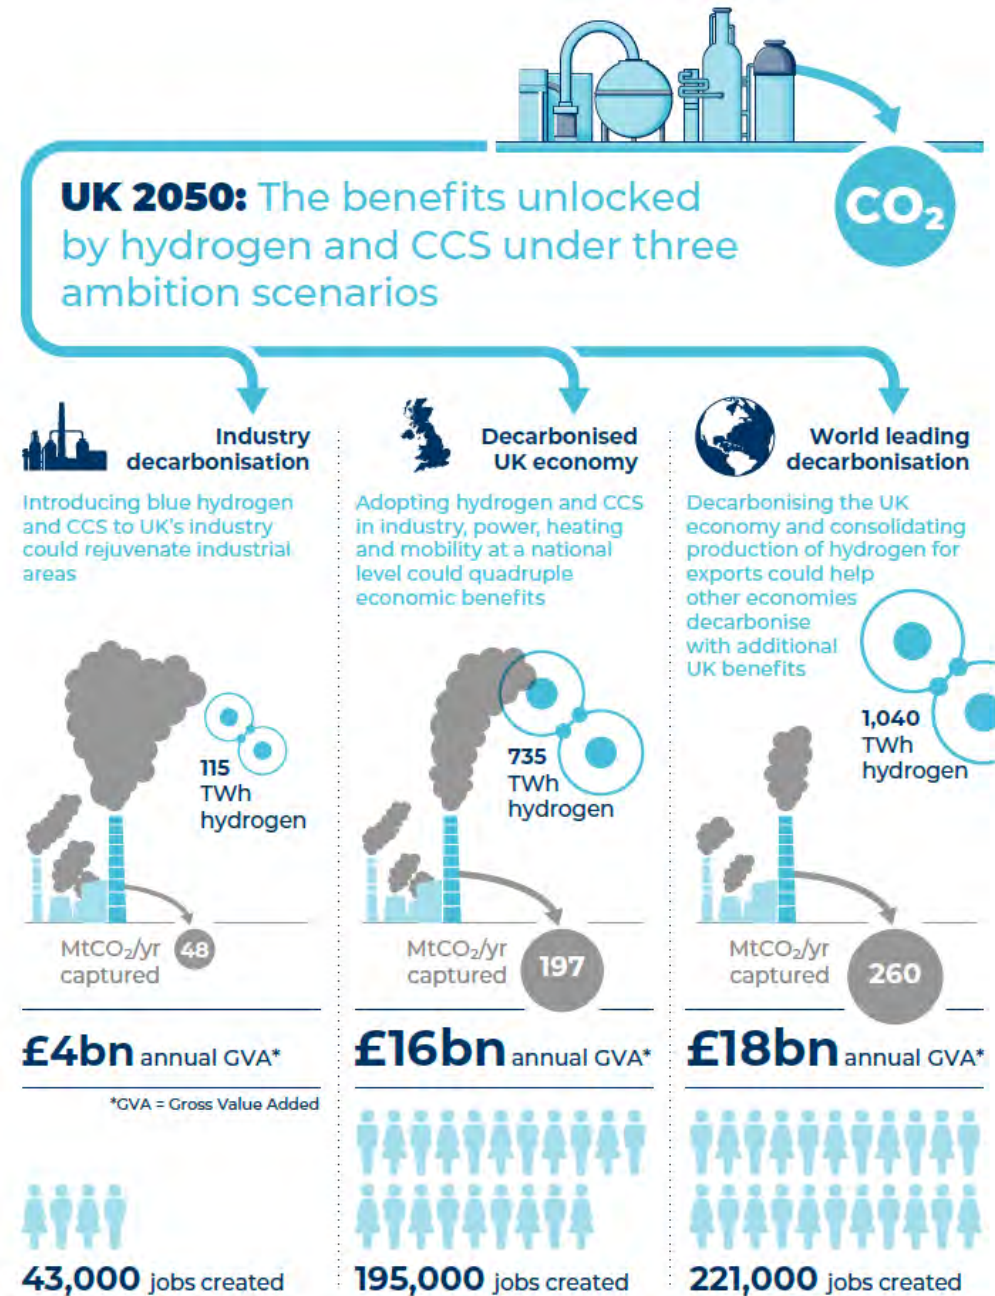 CO₂
UK 2050: The benefits unlocked
by hydrogen and CCS under three
ambition scenarios
Industry
decarbonisation
Introducing blue hydrogen
and CCS to UK's industry
could rejuvenate industrial
areas
115
TWh
hydrogen
MtCO₂/yr
captured
48
£4bn annual GVA*
*GVA = Gross Value Added
43,000 jobs created
Decarbonised
UK economy
Adopting hydrogen and CCS
in industry, power, heating
and mobility at a national
level could quadruple
economic benefits
735
TWh
hydrogen
MtCO₂/yr
captured
197
£16bn annual GVA*
195,000 jobs created
World leading
decarbonisation
Decarbonising the UK
economy and consolidating
production of hydrogen for
exports could help
other economies
decarbonise
with additional
UK benefits
1,040
TWh
hydrogen
MtCO₂/yr
captured
260
£18bn annual GVA*
221,000 jobs created